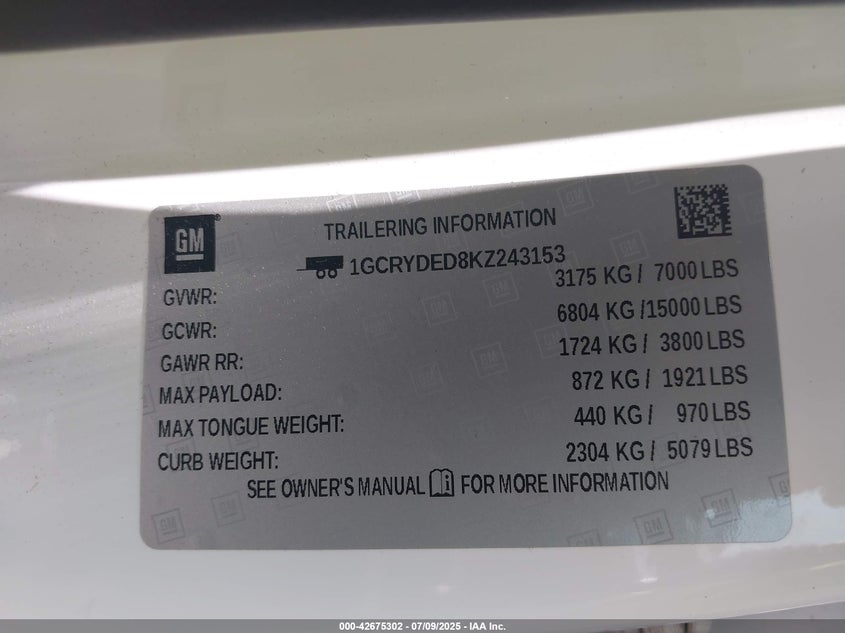 GM
TRAILERING INFORMATION
1GCRYDED8KZ243153
GVWR: 3175 KG / 7000 LBS
GCWR: 6804 KG /15000 LBS
GAWR RR: 1724 KG / 3800 LBS
MAX PAYLOAD: 872 KG / 1921 LBS
MAX TONGUE WEIGHT: 440 KG / 970 LBS
CURB WEIGHT: 2304 KG / 5079 LBS
SEE OWNER'S MANUAL FOR MORE INFORMATION
000-42675302 - 07/09/2025 - IAA Inc.